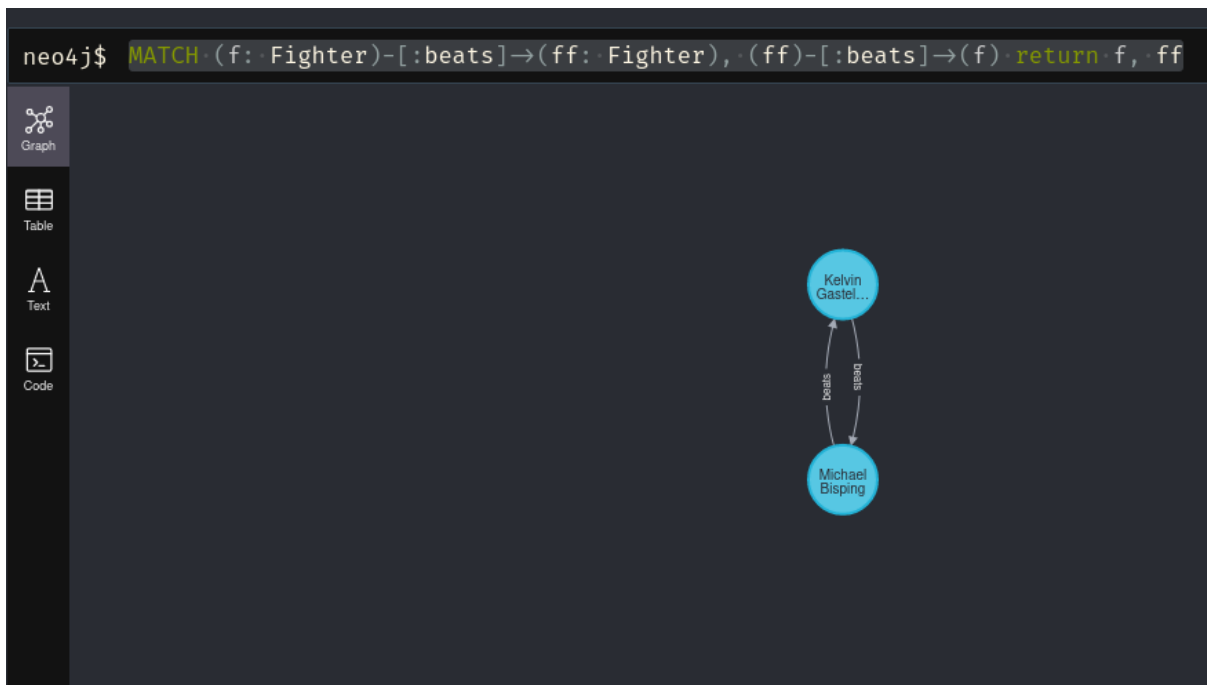 neo4j$ MATCH (f: Fighter)-[:beats]→(ff: Fighter), (ff)-[:beats]→(f) return f, ff
Graph
Table
A
Text
Code
Kelvin
Gastel...
beats
beats
Michael
Bisping